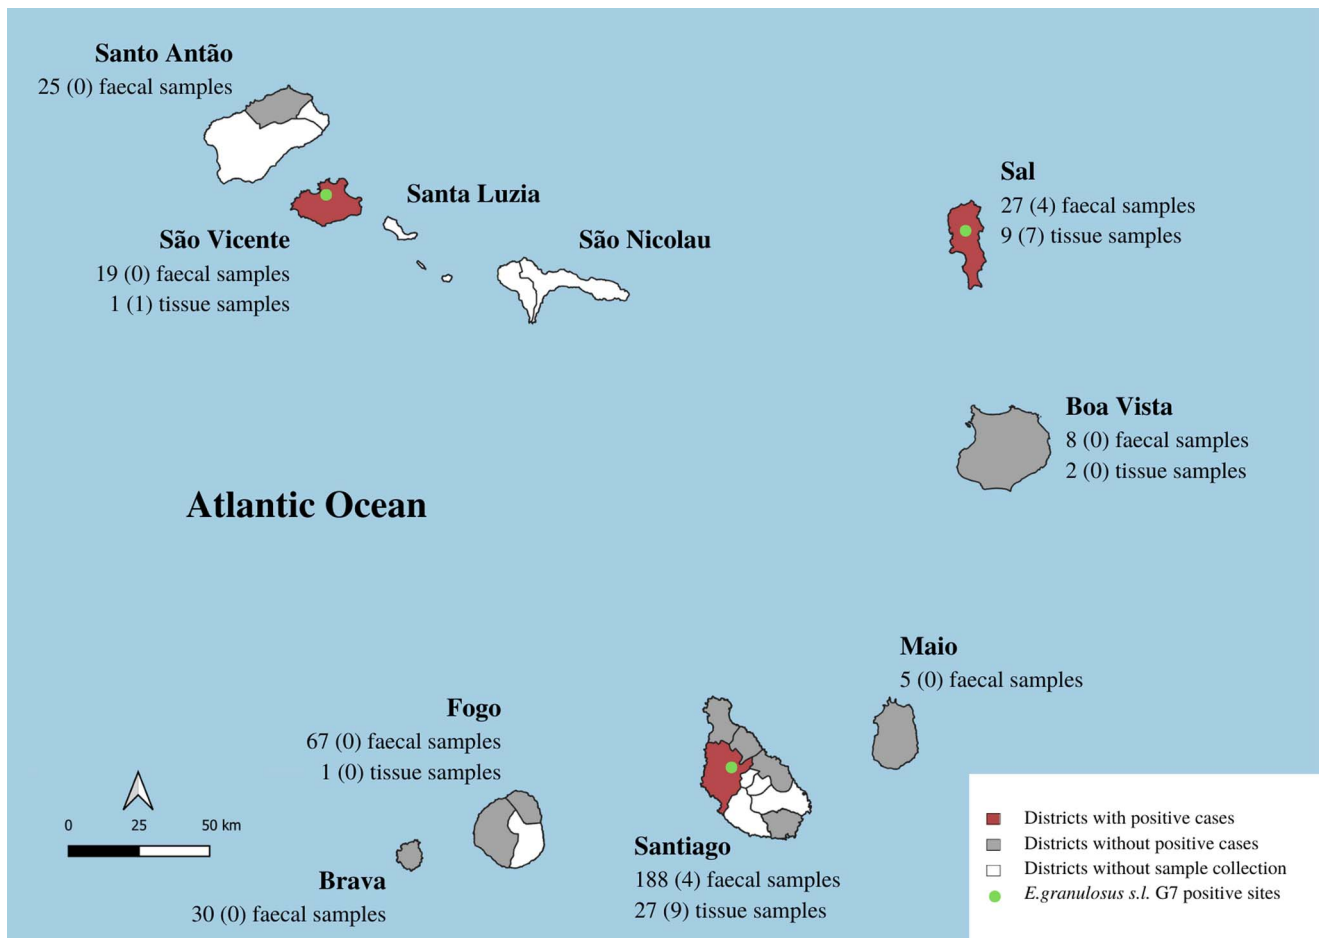 Santo Antão
25 (0) faecal samples
Santa Luzia
São Vicente
19 (0) faecal samples
1 (1) tissue samples
São Nicolau
Sal
27 (4) faecal samples
9 (7) tissue samples
Boa Vista
8 (0) faecal samples
2 (0) tissue samples
Atlantic Ocean
Maio
5 (0) faecal samples
Fogo
67 (0) faecal samples
1 (0) tissue samples
0 25 50 km
Brava
30 (0) faecal samples
Santiago
188 (4) faecal samples
27 (9) tissue samples
Districts with positive cases
Districts without positive cases
Districts without sample collection
E.granulosus s.l. G7 positive sites